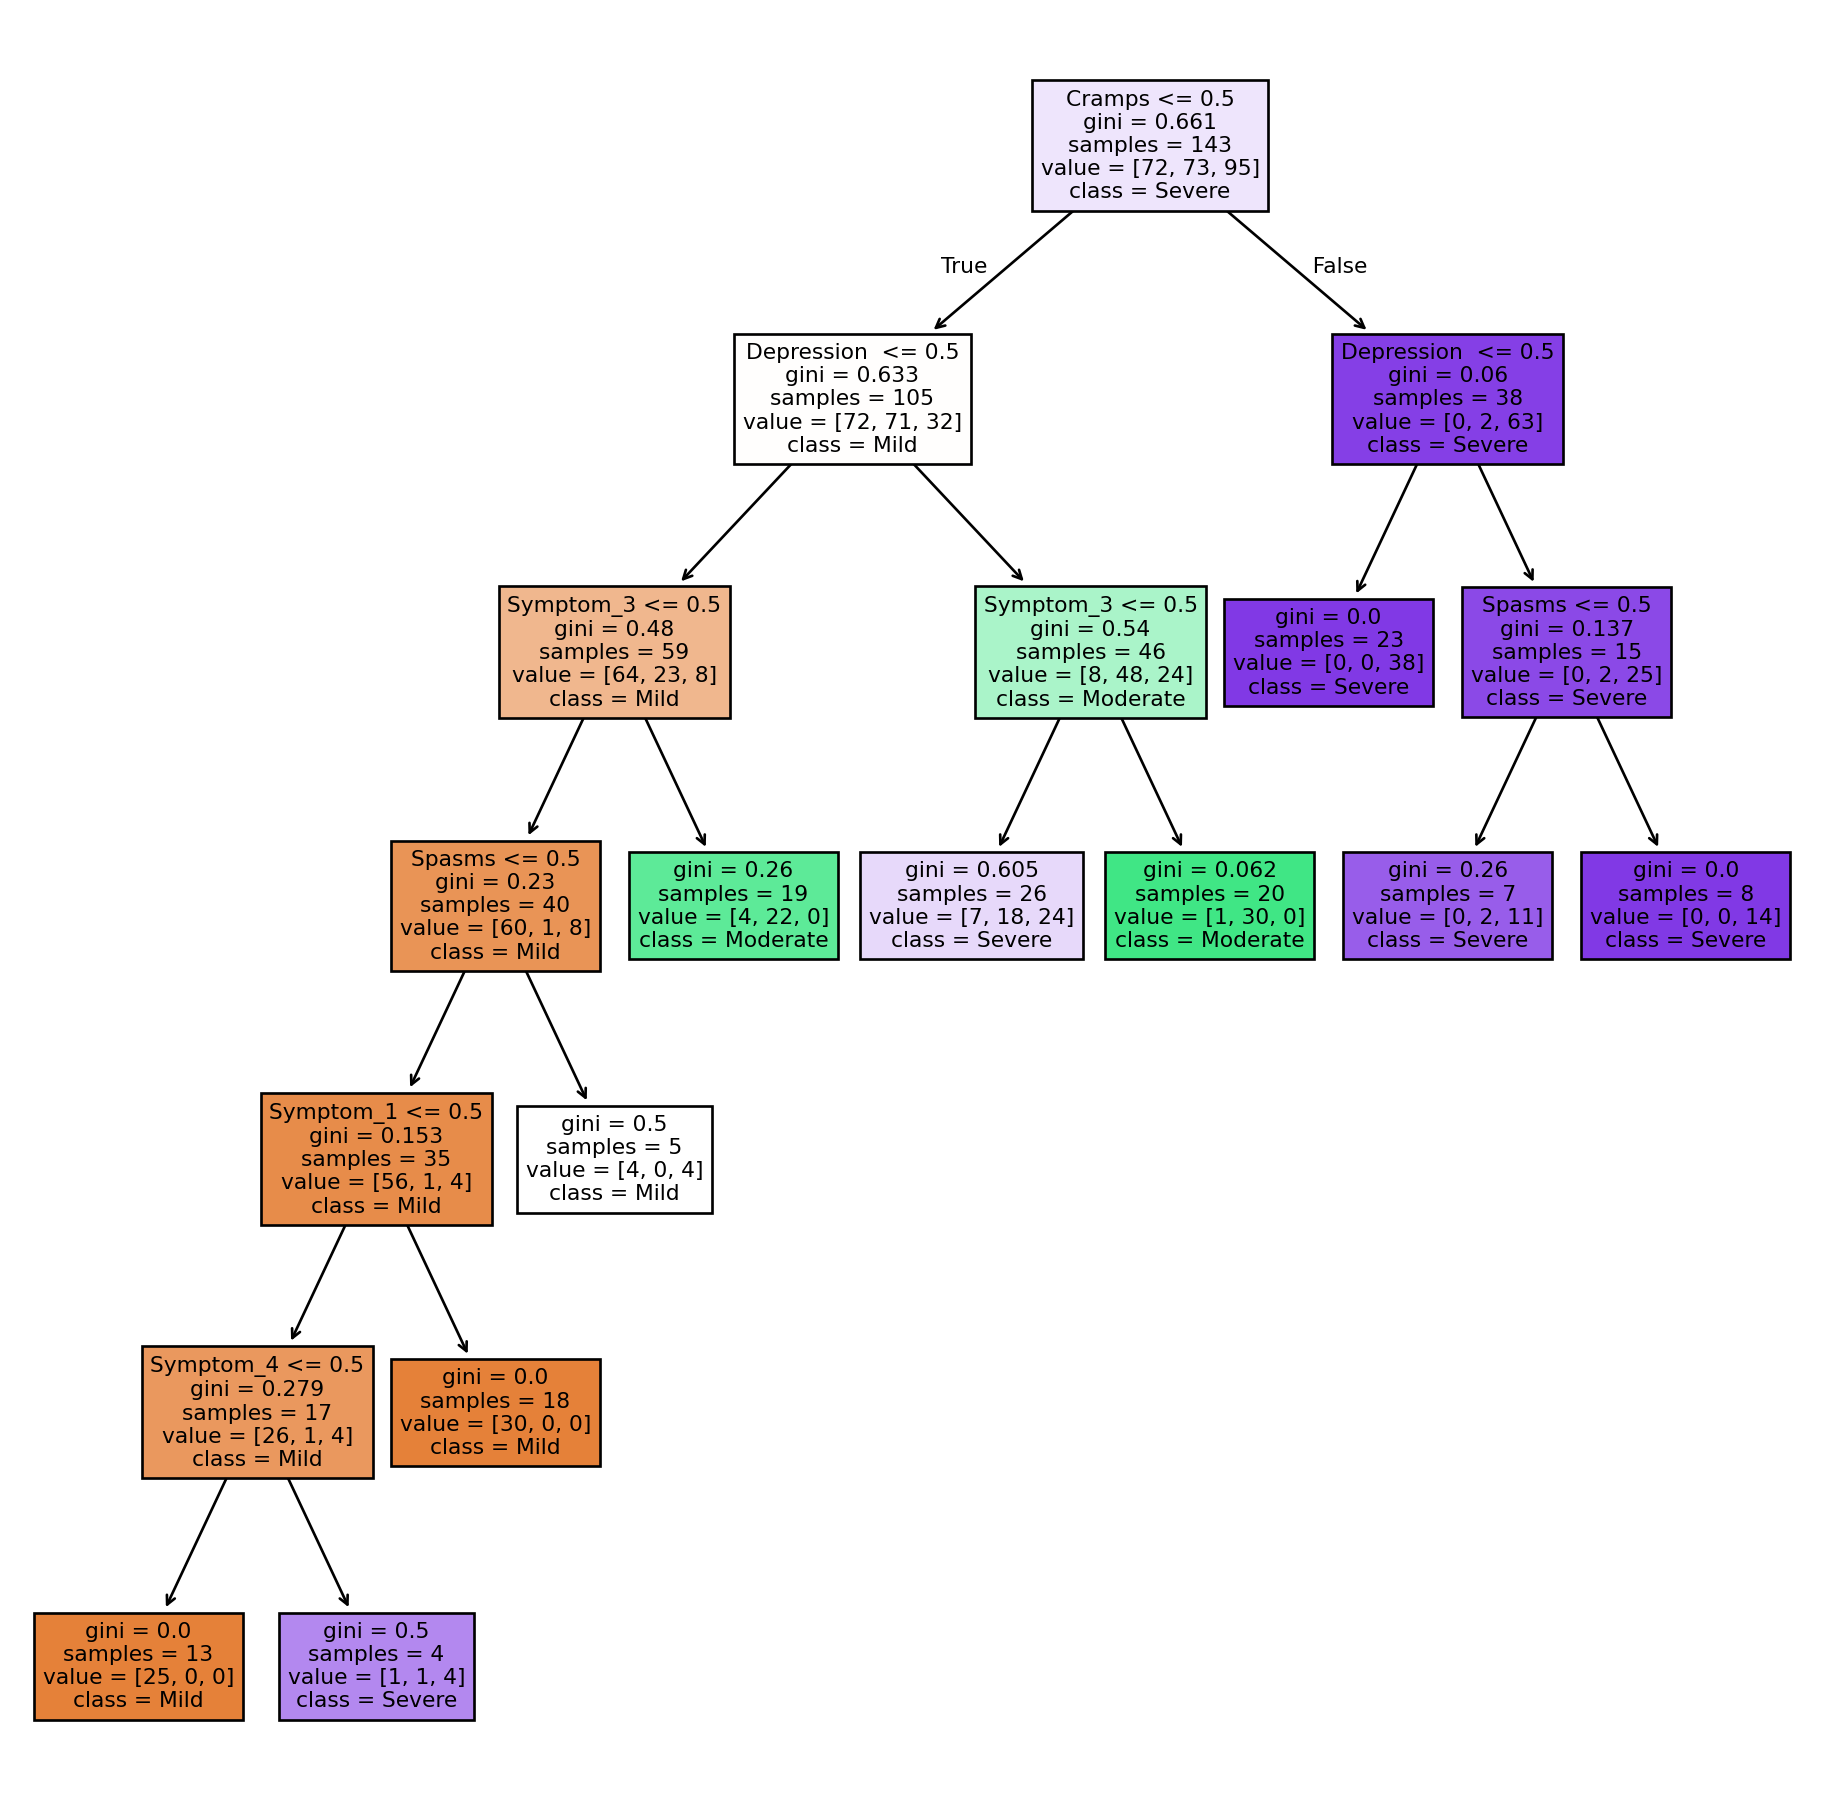 Cramps <= 0.5
gini = 0.661
samples = 143
value = [72, 73, 95]
class = Severe
True
False
Depression  <= 0.5
gini = 0.633
samples = 105
value = [72, 71, 32]
class = Mild
Depression  <= 0.5
gini = 0.06
samples = 38
value = [0, 2, 63]
class = Severe
Symptom_3 <= 0.5
gini = 0.48
samples = 59
value = [64, 23, 8]
class = Mild
Symptom_3 <= 0.5
gini = 0.54
samples = 46
value = [8, 48, 24]
class = Moderate
gini = 0.0
samples = 23
value = [0, 0, 38]
class = Severe
Spasms <= 0.5
gini = 0.137
samples = 15
value = [0, 2, 25]
class = Severe
Spasms <= 0.5
gini = 0.23
samples = 40
value = [60, 1, 8]
class = Mild
gini = 0.26
samples = 19
value = [4, 22, 0]
class = Moderate
gini = 0.605
samples = 26
value = [7, 18, 24]
class = Severe
gini = 0.062
samples = 20
value = [1, 30, 0]
class = Moderate
gini = 0.26
samples = 7
value = [0, 2, 11]
class = Severe
gini = 0.0
samples = 8
value = [0, 0, 14]
class = Severe
Symptom_1 <= 0.5
gini = 0.153
samples = 35
value = [56, 1, 4]
class = Mild
gini = 0.5
samples = 5
value = [4, 0, 4]
class = Mild
Symptom_4 <= 0.5
gini = 0.279
samples = 17
value = [26, 1, 4]
class = Mild
gini = 0.0
samples = 18
value = [30, 0, 0]
class = Mild
gini = 0.0
samples = 13
value = [25, 0, 0]
class = Mild
gini = 0.5
samples = 4
value = [1, 1, 4]
class = Severe